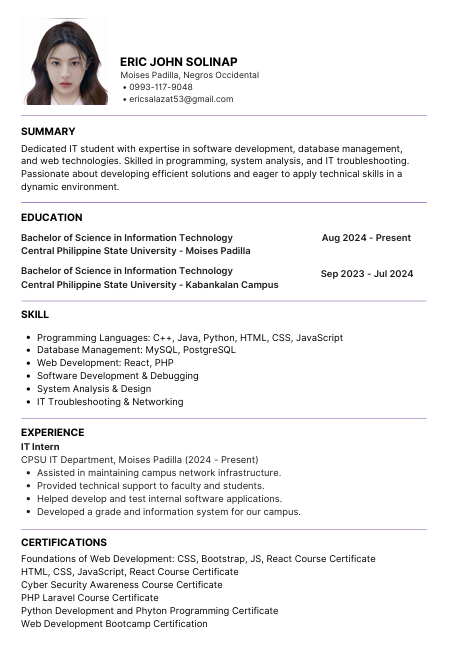 ERIC JOHN SOLINAP
Moises Padilla, Negros Occidental
• 0993-117-9048
• ericsalazat53@gmail.com
SUMMARY
Dedicated IT student with expertise in software development, database management,
and web technologies. Skilled in programming, system analysis, and IT troubleshooting.
Passionate about developing efficient solutions and eager to apply technical skills in a
dynamic environment.
EDUCATION
Bachelor of Science in Information Technology Aug 2024 - Present
Central Philippine State University - Moises Padilla
Bachelor of Science in Information Technology Sep 2023 - Jul 2024
Central Philippine State University - Kabankalan Campus
SKILL
• Programming Languages: C++, Java, Python, HTML, CSS, JavaScript
• Database Management: MySQL, PostgreSQL
• Web Development: React, PHP
• Software Development & Debugging
• System Analysis & Design
• IT Troubleshooting & Networking
EXPERIENCE
IT Intern
CPSU IT Department, Moises Padilla (2024 - Present)
• Assisted in maintaining campus network infrastructure.
• Provided technical support to faculty and students.
• Helped develop and test internal software applications.
• Developed a grade and information system for our campus.
CERTIFICATIONS
Foundations of Web Development: CSS, Bootstrap, JS, React Course Certificate
HTML, CSS, JavaScript, React Course Certificate
Cyber Security Awareness Course Certificate
PHP Laravel Course Certificate
Python Development and Phyton Programming Certificate
Web Development Bootcamp Certification